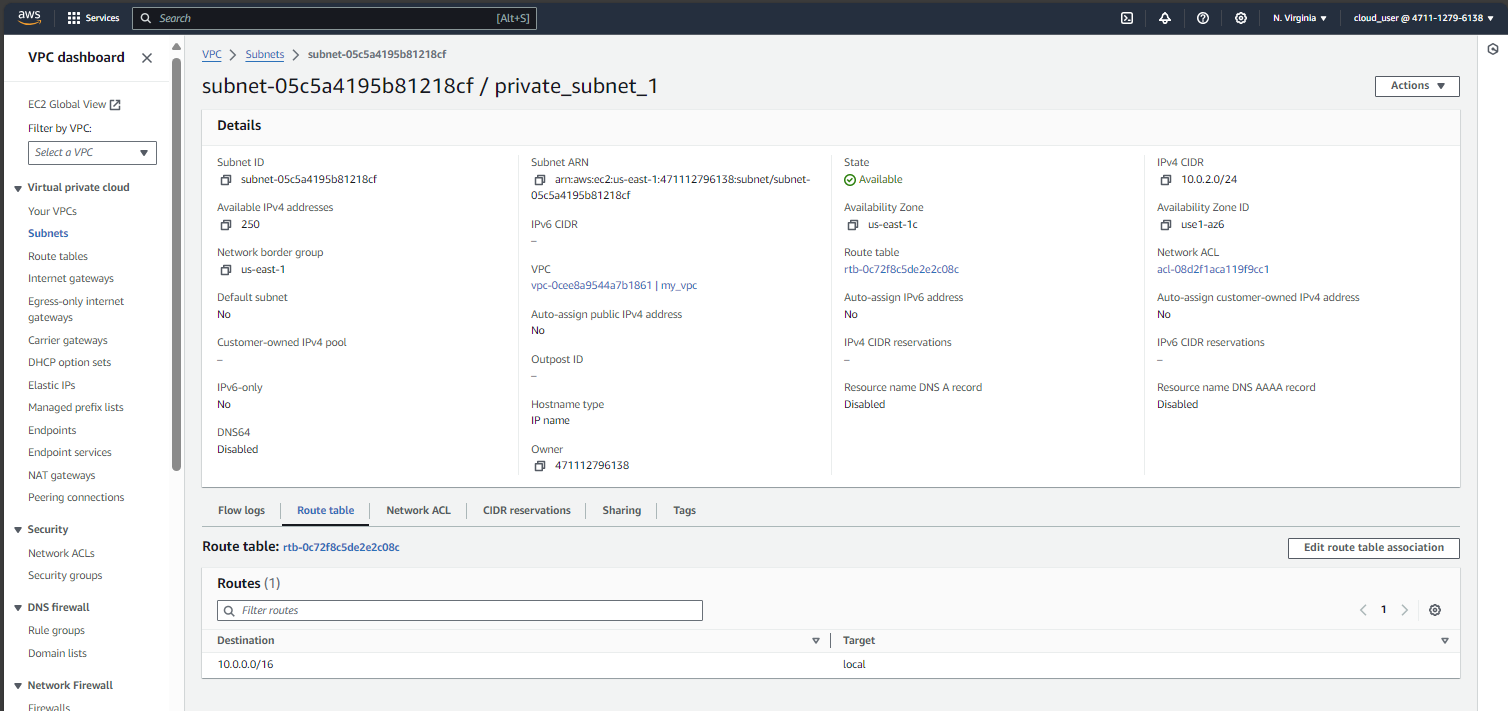 aws
Services
Search
[Alt+S]
N. Virginia
cloud_user @ 4711-1279-6138
VPC dashboard
EC2 Global View
Filter by VPC:
Select a VPC
Virtual private cloud
Your VPCs
Subnets
Route tables
Internet gateways
Egress-only internet
gateways
Carrier gateways
DHCP option sets
Elastic IPs
Managed prefix lists
Endpoints
Endpoint services
NAT gateways
Peering connections
Security
Network ACLs
Security groups
DNS firewall
Rule groups
Domain lists
Network Firewall
Firewalls
VPC
Subnets
subnet-05c5a4195b81218cf
subnet-05c5a4195b81218cf / private_subnet_1
Actions
Details
Subnet ID
subnet-05c5a4195b81218cf
Available IPv4 addresses
250
Network border group
us-east-1
Default subnet
No
Customer-owned IPv4 pool
–
IPv6-only
No
DNS64
Disabled
Subnet ARN
arn:aws:ec2:us-east-1:471112796138:subnet/subnet-
05c5a4195b81218cf
IPv6 CIDR
–
VPC
vpc-0cee8a9544a7b1861 | my_vpc
Auto-assign public IPv4 address
No
Outpost ID
–
Hostname type
IP name
Owner
471112796138
State
Available
Availability Zone
us-east-1c
Route table
rtb-0c72f8c5de2e2c08c
Auto-assign IPv6 address
No
IPv4 CIDR reservations
–
Resource name DNS A record
Disabled
IPv4 CIDR
10.0.2.0/24
Availability Zone ID
use1-az6
Network ACL
acl-08d2f1aca119f9cc1
Auto-assign customer-owned IPv4 address
No
IPv6 CIDR reservations
–
Resource name DNS AAAA record
Disabled
Flow logs
Route table
Network ACL
CIDR reservations
Sharing
Tags
Route table: rtb-0c72f8c5de2e2c08c
Edit route table association
Routes (1)
Filter routes
1
Destination
Target
10.0.0.0/16
local